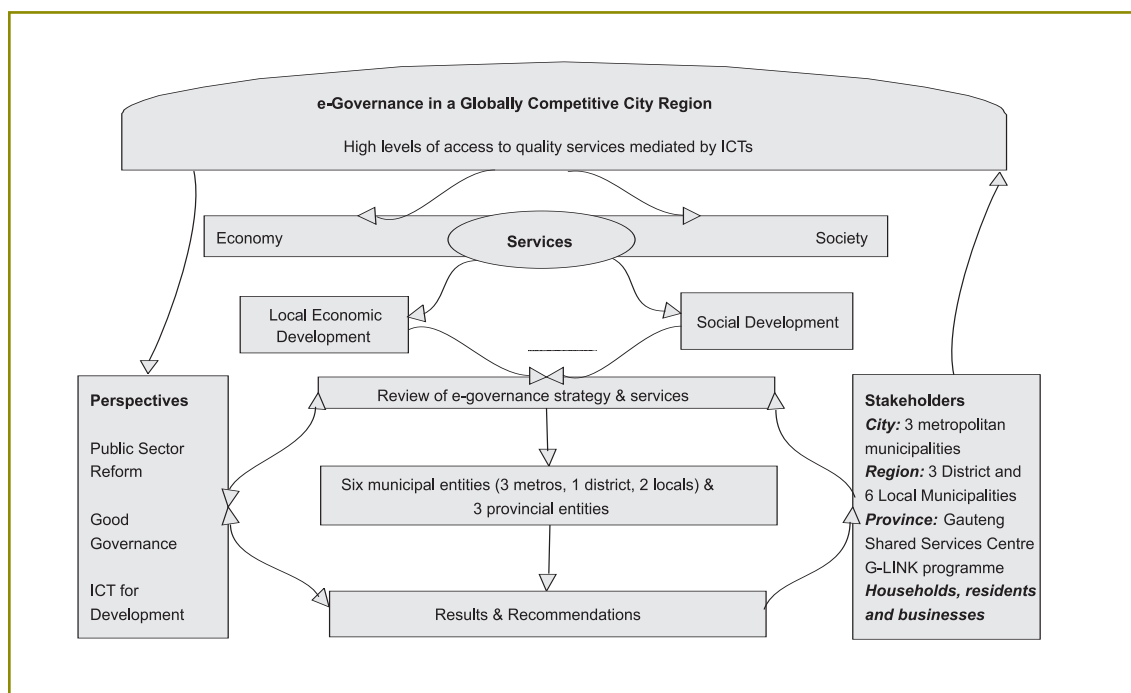 e-Governance in a Globally Competitive City Region
High levels of access to quality services mediated by ICTs
Economy
Services
Society
Local Economic
Development
Social Development
Perspectives
Public Sector
Reform
Good
Governance
ICT for
Development
Review of e-governance strategy & services
Six municipal entities (3 metros, 1 district, 2 locals) &
3 provincial entities
Results & Recommendations
Stakeholders
City: 3 metropolitan
municipalities
Region: 3 District and
6 Local Municipalities
Province: Gauteng
Shared Services Centre
G-LINK programme
Households, residents
and businesses